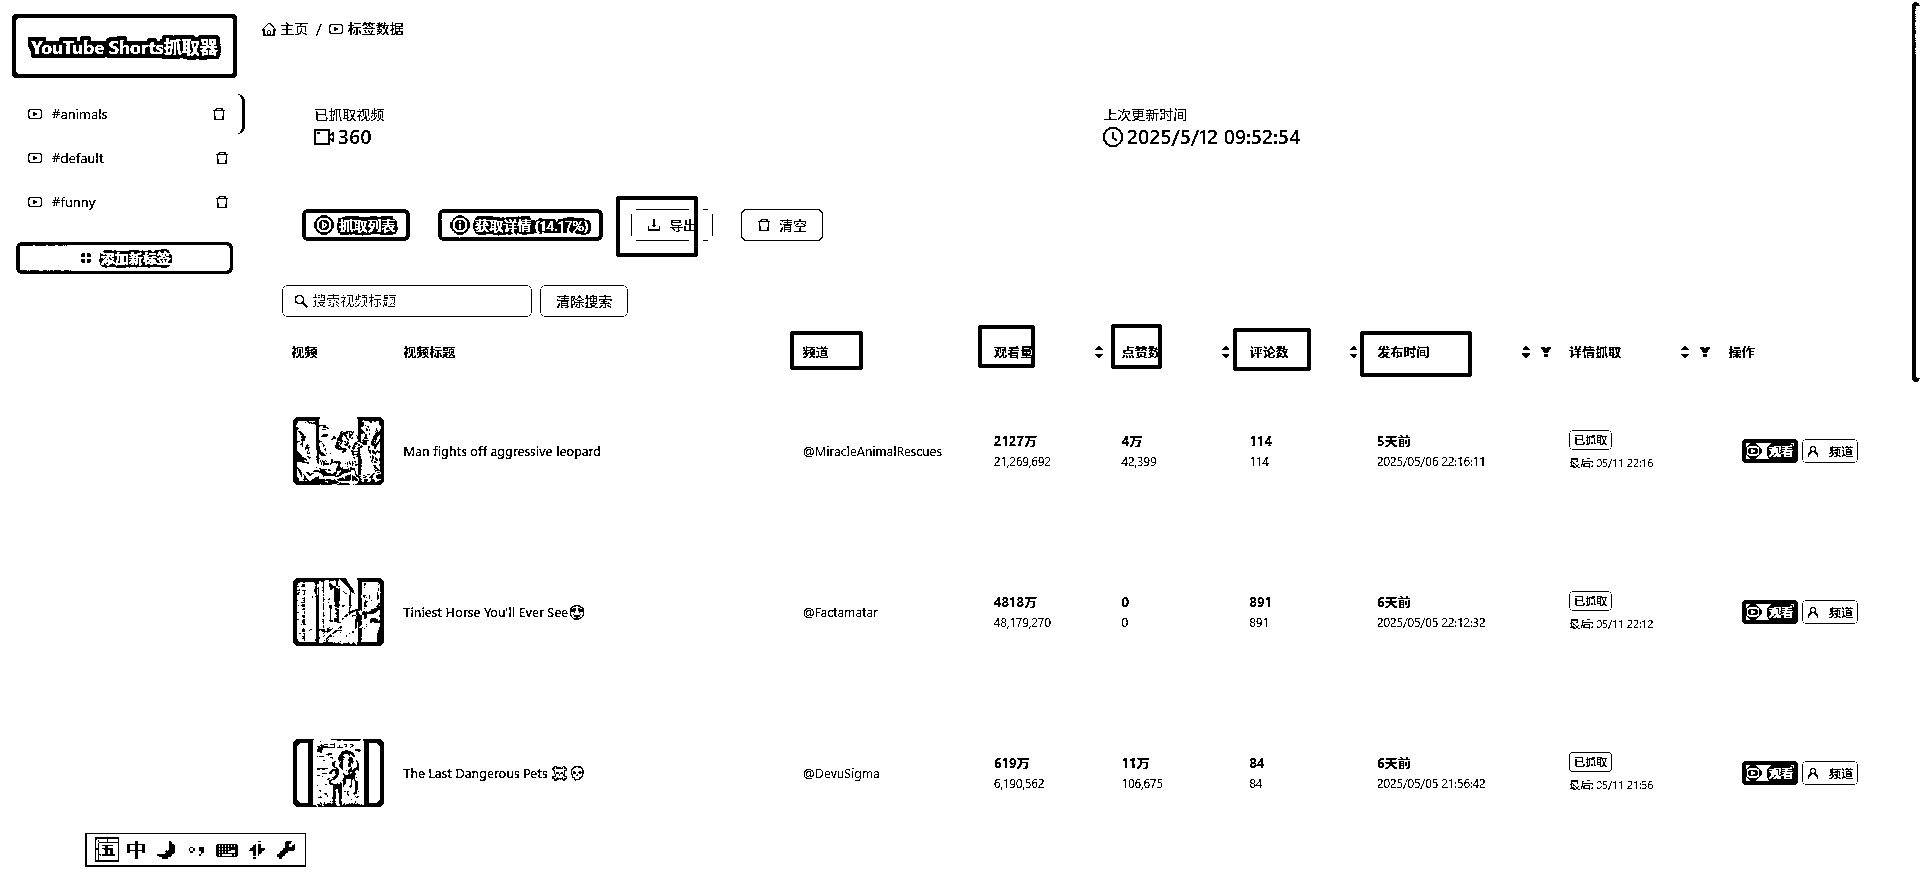 YouTube Shorts抓取器
主页 / 标签数据
#animals
#default
#funny
添加新标签
已抓取视频
360
上次更新时间
2025/5/12 09:52:54
抓取列表
获取详情 (14.17%)
导出
清空
搜索视频标题
清除搜索
视频 视频标题 频道 观看量 点赞数 评论数 发布时间 详情抓取 操作
Man fights off aggressive leopard
@MiracleAnimalRescues
2127万
21,269,692
4万
42,399
114
114
5天前
2025/05/06 22:16:11
已抓取
最后: 05/11 22:16
观看
频道
Tiniest Horse You'll Ever See
@Factamatar
4818万
48,179,270
0
0
891
891
6天前
2025/05/05 22:12:32
已抓取
最后: 05/11 22:12
观看
频道
The Last Dangerous Pets
@DevuSigma
619万
6,190,562
11万
106,675
84
84
6天前
2025/05/05 21:56:42
已抓取
最后: 05/11 21:56
观看
频道
五 中